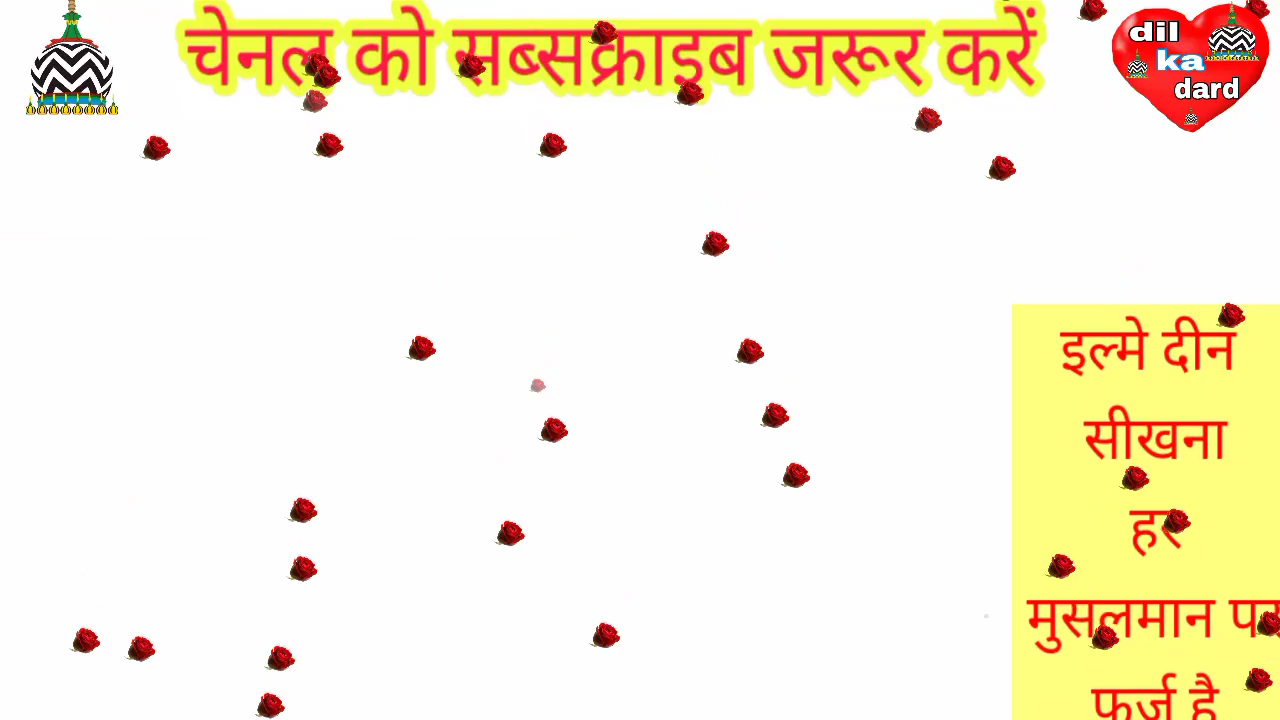 चेनल को सब्सक्राइब जरूर करें
dil
ka
dard
इल्मे दीन
सीखना
हर
मुसलमान पर
फर्ज है